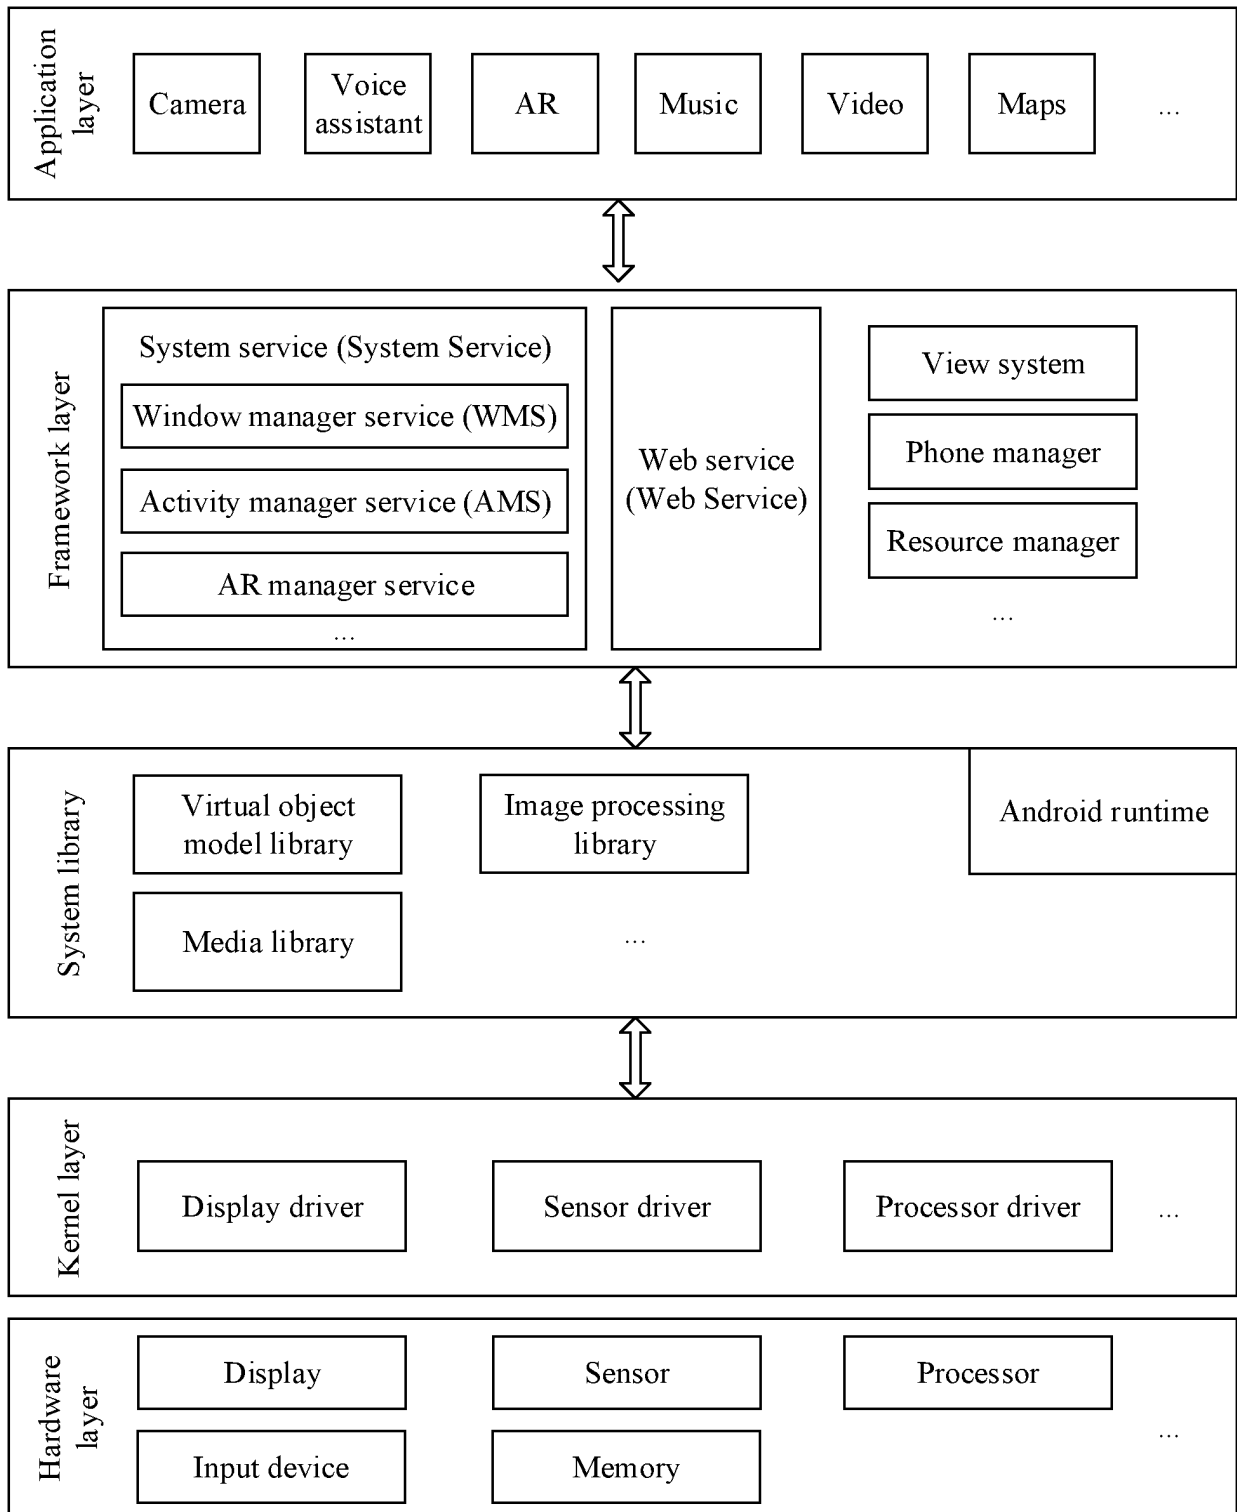 Application
layer
Camera
Voice
assistant
AR
Music
Video
Maps
...
Framework layer
System service (System Service)
Window manager service (WMS)
Activity manager service (AMS)
AR manager service
...
Web service
(Web Service)
View system
Phone manager
Resource manager
...
System library
Virtual object
model library
Image processing
library
Android runtime
Media library
...
Kernel layer
Display driver
Sensor driver
Processor driver
...
Hardware
layer
Display
Sensor
Processor
Input device
Memory
...